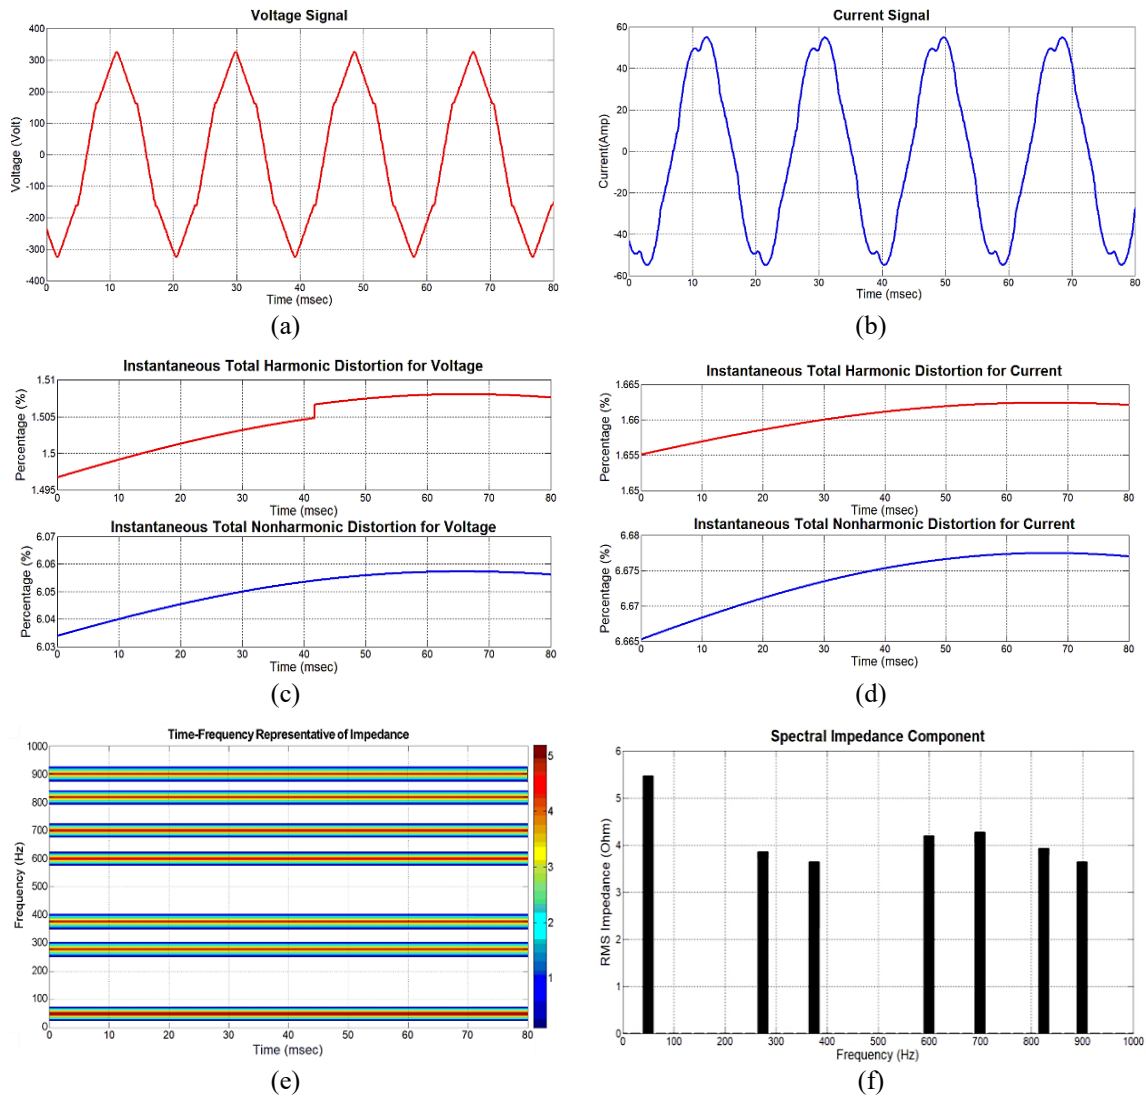 Voltage Signal
400
300
200
100
0
-100
-200
-300
-400
Voltage (Volt)
0 10 20 30 40 50 60 70 80
Time (msec)
(a)
Current Signal
60
40
20
0
-20
-40
-60
Current(Amp)
0 10 20 30 40 50 60 70 80
Time (msec)
(b)
Instantaneous Total Harmonic Distortion for Voltage
1.51
1.505
1.5
1.495
Percentage (%)
0 10 20 30 40 50 60 70 80
Time (msec)
Instantaneous Total Nonharmonic Distortion for Voltage
6.07
6.06
6.05
6.04
6.03
Percentage (%)
0 10 20 30 40 50 60 70 80
Time (msec)
(c)
Instantaneous Total Harmonic Distortion for Current
1.665
1.66
1.655
1.65
Percentage (%)
0 10 20 30 40 50 60 70 80
Time (msec)
Instantaneous Total Nonharmonic Distortion for Current
6.68
6.675
6.67
6.665
Percentage (%)
0 10 20 30 40 50 60 70 80
Time (msec)
(d)
Time-Frequency Representative of Impedance
1000
900
800
700
600
500
400
300
200
100
0
Frequency (Hz)
0 10 20 30 40 50 60 70 80
Time (msec)
5
4
3
2
1
(e)
Spectral Impedance Component
6
5
4
3
2
1
0
RMS Impedance (Ohm)
0 100 200 300 400 500 600 700 800 900 1000
Frequency (Hz)
(f)